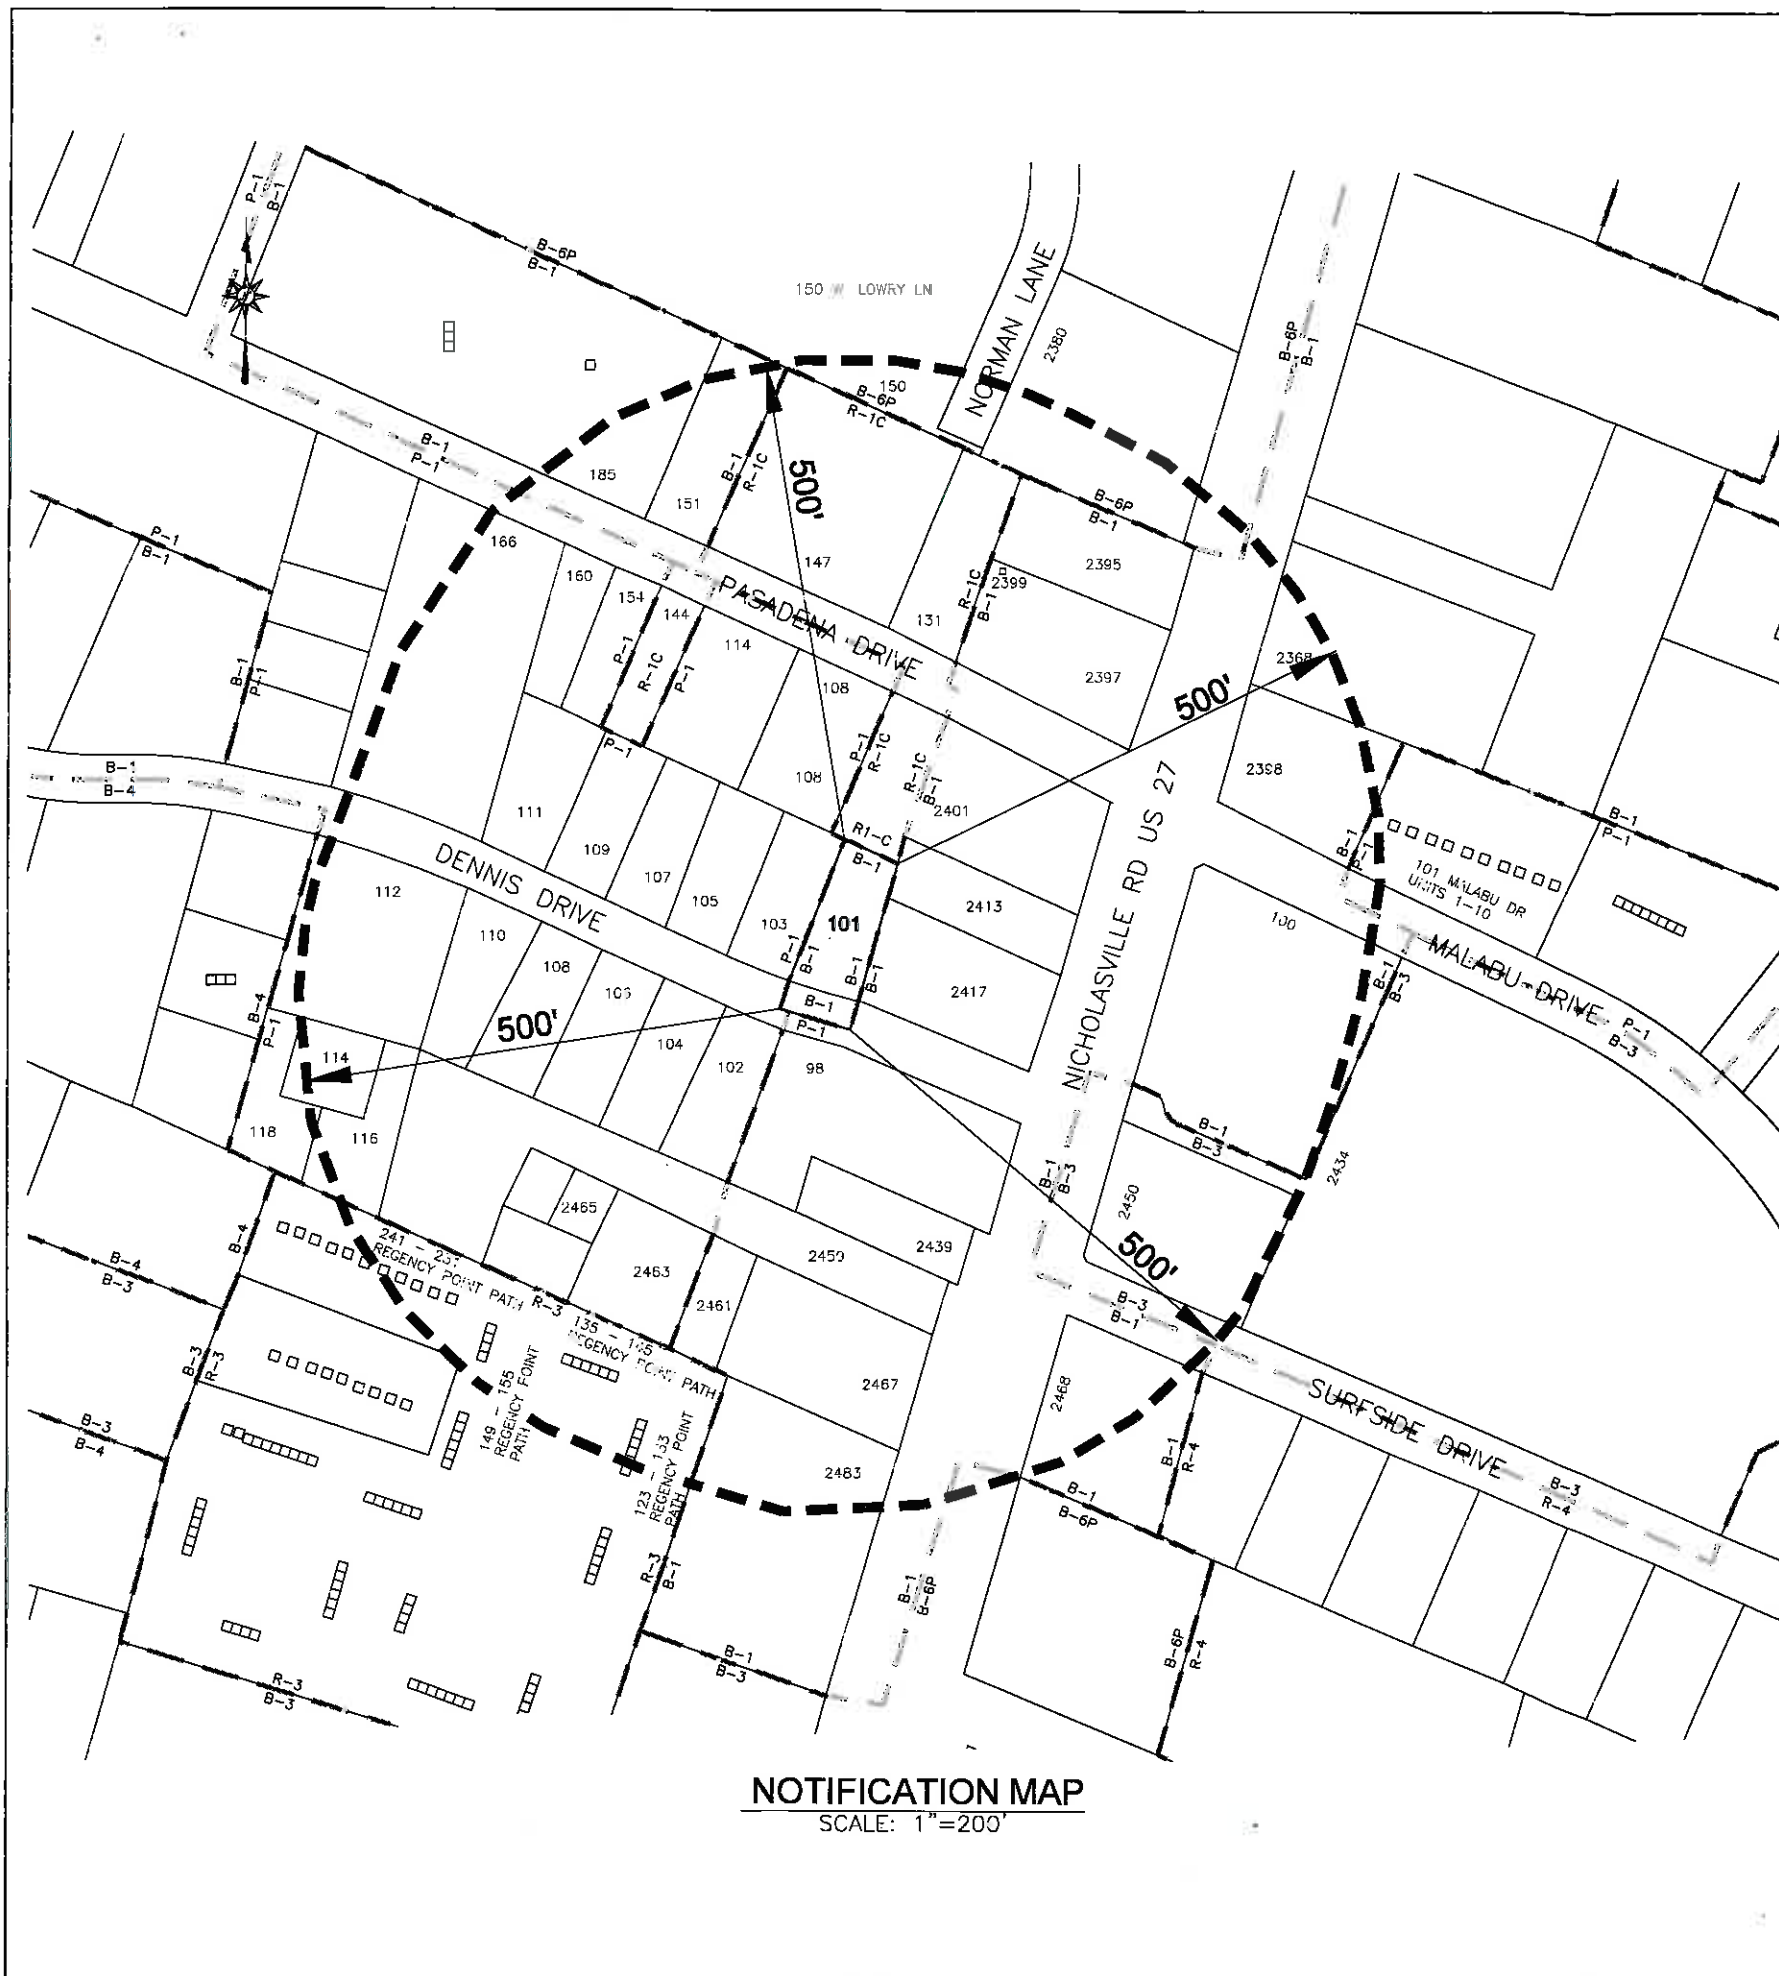 P-1
B-1
B-6P
B-1
150 W LOWRY LN
NORMAN LANE
2380
B-6P
B-1
150
B-6P
R-1C
B-1
P-1
185
151
B-1
R-1C
500'
B-6P
B-1
P-1
B-1
166
160
154
144
114
147
PASADENA DRIVE
131
R-1C
B-1
2399
2395
2397
2368
500'
B-1
P-1
P-1
R-1C
P-1
P-1
108
108
P-1
R-1C
R-1C
B-1
2401
2398
B-1
P-1
B-1
B-4
111
109
107
105
103
R1-C
B-1
101
P-1
B-1
B-1
B-1
2413
2417
B-1
P-1
101 MALABU DR
UNITS 1-10
100
MALABU DRIVE
P-1
B-3
B-1
B-3
DENNIS DRIVE
112
110
108
104
102
98
B-1
P-1
500'
NICHOLASVILLE RD US 27
B-4
P-1
114
116
118
B-1
B-3
B-1
B-3
2450
2434
500'
2465
2463
2461
2459
2439
2467
2483
B-4
B-4
B-3
REGENCY POINT PATH
R-3
135 - 145
REGENCY POINT PATH
149 - 155
REGENCY POINT
PATH
123 - 133
REGENCY POINT
PATH
B-3
R-3
B-3
B-4
B-3
B-1
2468
SURFSIDE DRIVE
B-1
R-4
B-3
R-4
B-1
B-6P
R-3
B-1
B-1
B-6P
B-6P
R-4
B-1
B-3
R-3
B-3
NOTIFICATION MAP
SCALE: 1"=200'